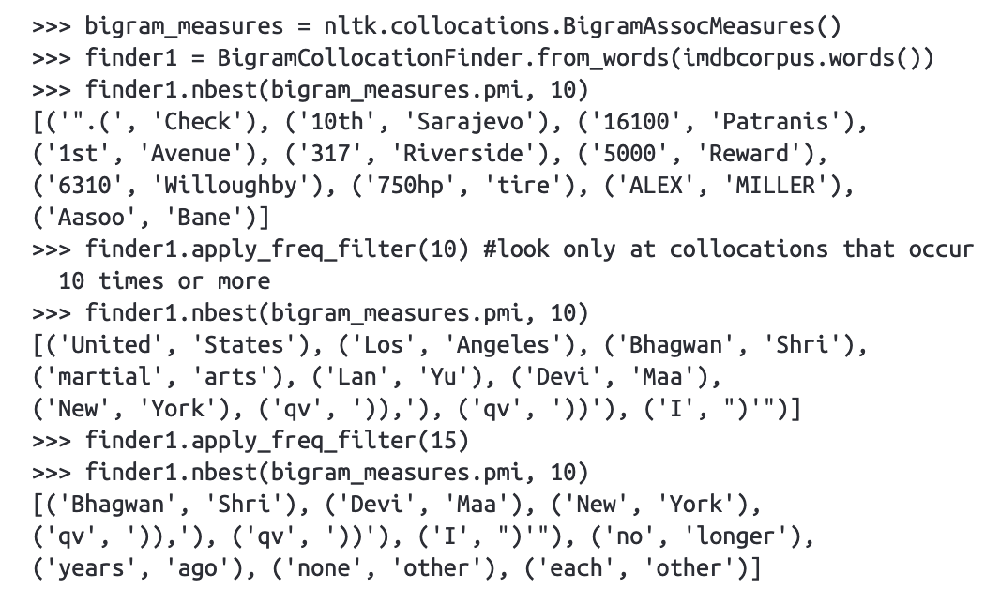 >>> bigram_measures = nltk.collocations.BigramAssocMeasures()
>>> finder1 = BigramCollocationFinder.from_words(imdbcorpus.words())
>>> finder1.nbest(bigram_measures.pmi, 10)
[('".(', 'Check'), ('10th', 'Sarajevo'), ('16100', 'Patranis'),
('1st', 'Avenue'), ('317', 'Riverside'), ('5000', 'Reward'),
('6310', 'Willoughby'), ('750hp', 'tire'), ('ALEX', 'MILLER'),
('Aasoo', 'Bane')]
>>> finder1.apply_freq_filter(10) #look only at collocations that occur
  10 times or more
>>> finder1.nbest(bigram_measures.pmi, 10)
[('United', 'States'), ('Los', 'Angeles'), ('Bhagwan', 'Shri'),
('martial', 'arts'), ('Lan', 'Yu'), ('Devi', 'Maa'),
('New', 'York'), ('qv', ')),'), ('qv', '))'), ('I', ")'")]
>>> finder1.apply_freq_filter(15)
>>> finder1.nbest(bigram_measures.pmi, 10)
[('Bhagwan', 'Shri'), ('Devi', 'Maa'), ('New', 'York'),
('qv', ')),'), ('qv', '))'), ('I', ")'"), ('no', 'longer'),
('years', 'ago'), ('none', 'other'), ('each', 'other')]